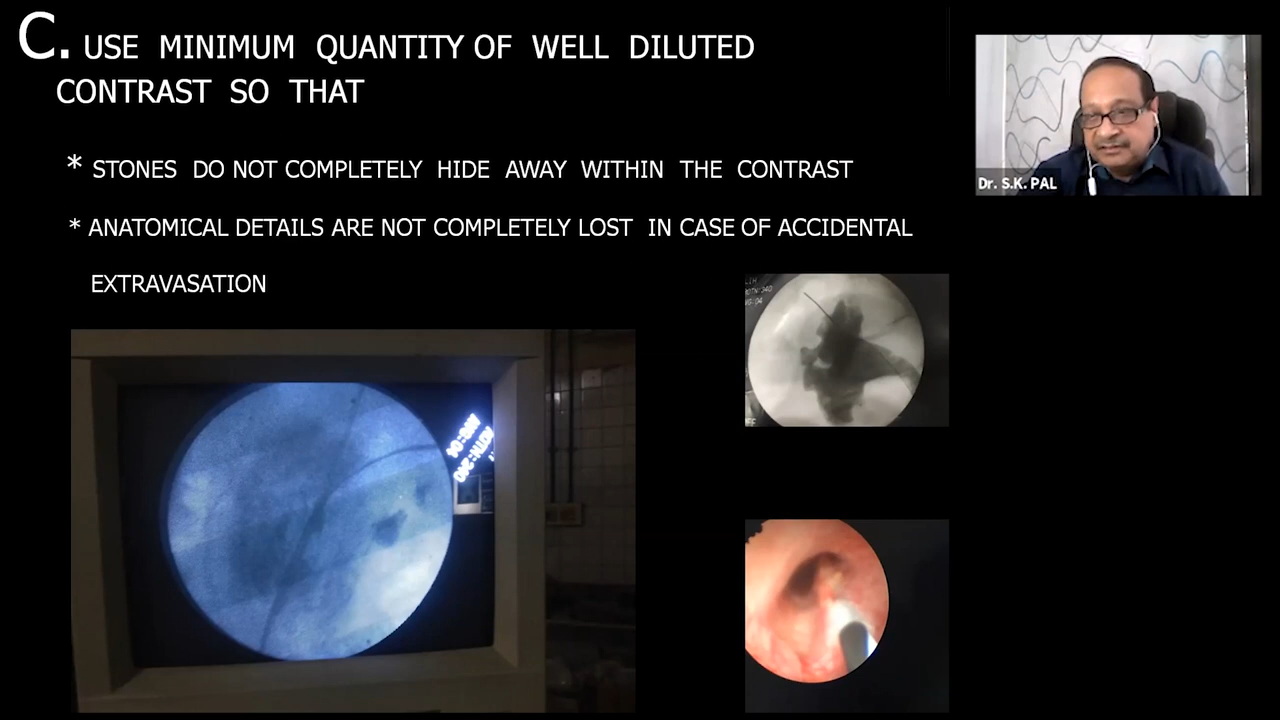 C. USE MINIMUM QUANTITY OF WELL DILUTED
CONTRAST SO THAT
* STONES DO NOT COMPLETELY HIDE AWAY WITHIN THE CONTRAST
* ANATOMICAL DETAILS ARE NOT COMPLETELY LOST IN CASE OF ACCIDENTAL
EXTRAVASATION
Dr. S.K. PAL